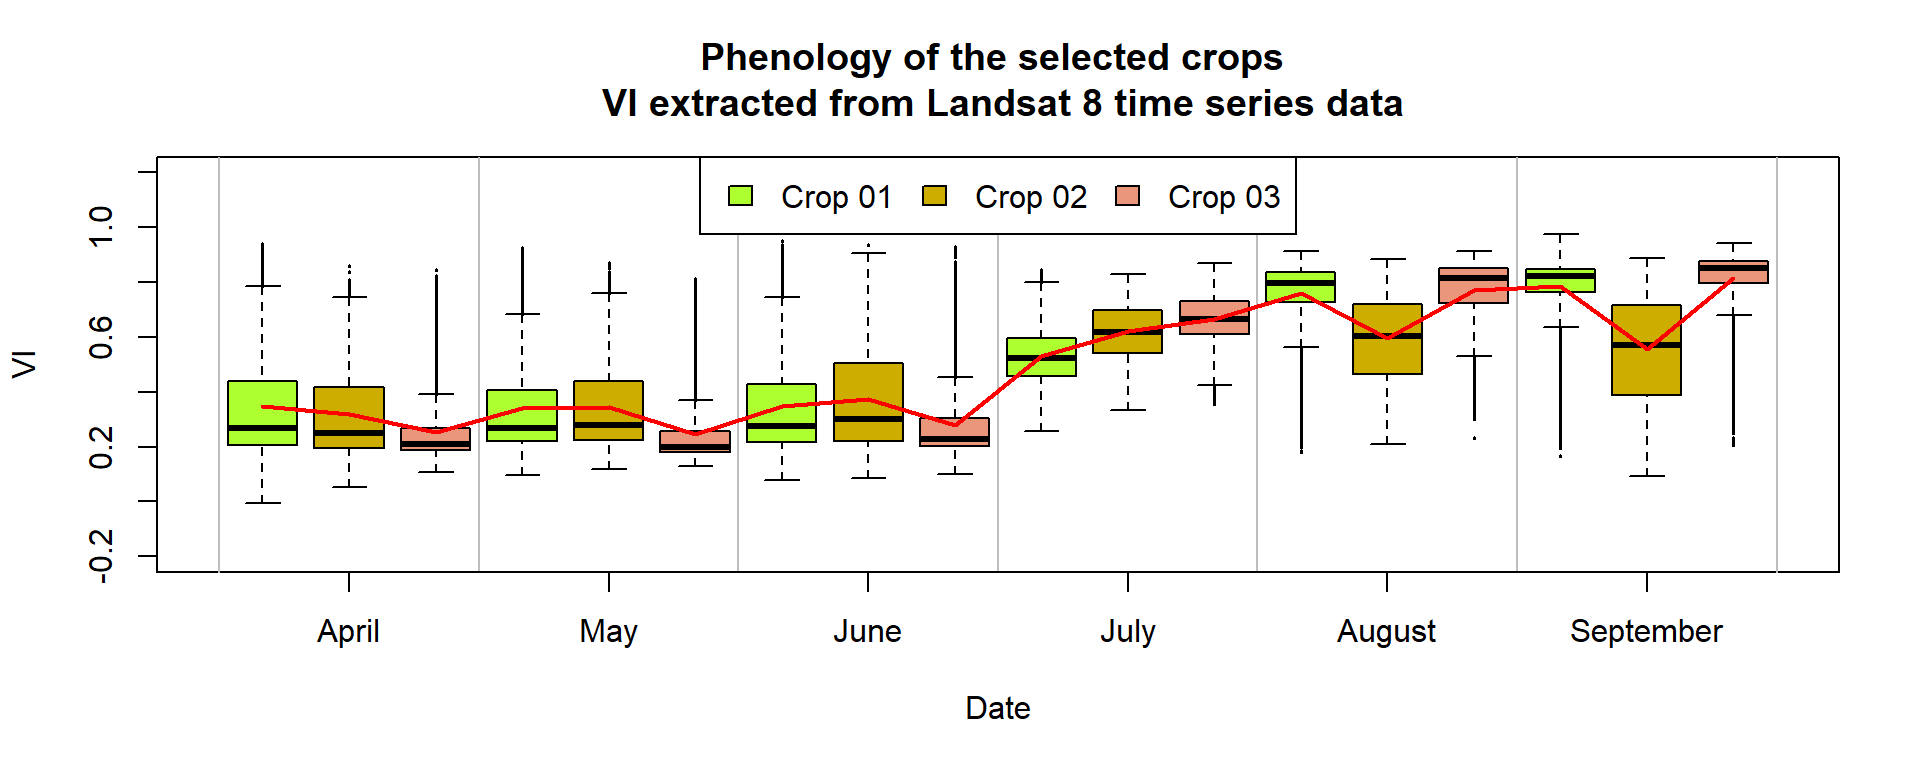 Phenology of the selected crops
VI extracted from Landsat 8 time series data
Crop 01 Crop 02 Crop 03
1.0
0.6
0.2
-0.2
VI
April May June July August September
Date